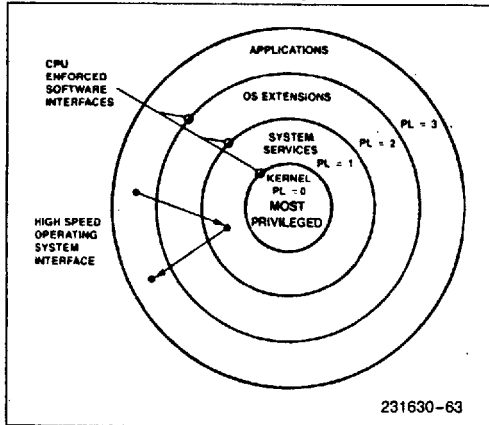 APPLICATIONS
CPU
ENFORCED
SOFTWARE
INTERFACES
OS EXTENSIONS
PL = 3
SYSTEM
SERVICES
PL = 2
PL = 1
KERNEL
PL = 0
MOST
PRIVILEGED
HIGH SPEED
OPERATING
SYSTEM
INTERFACE
231630-63